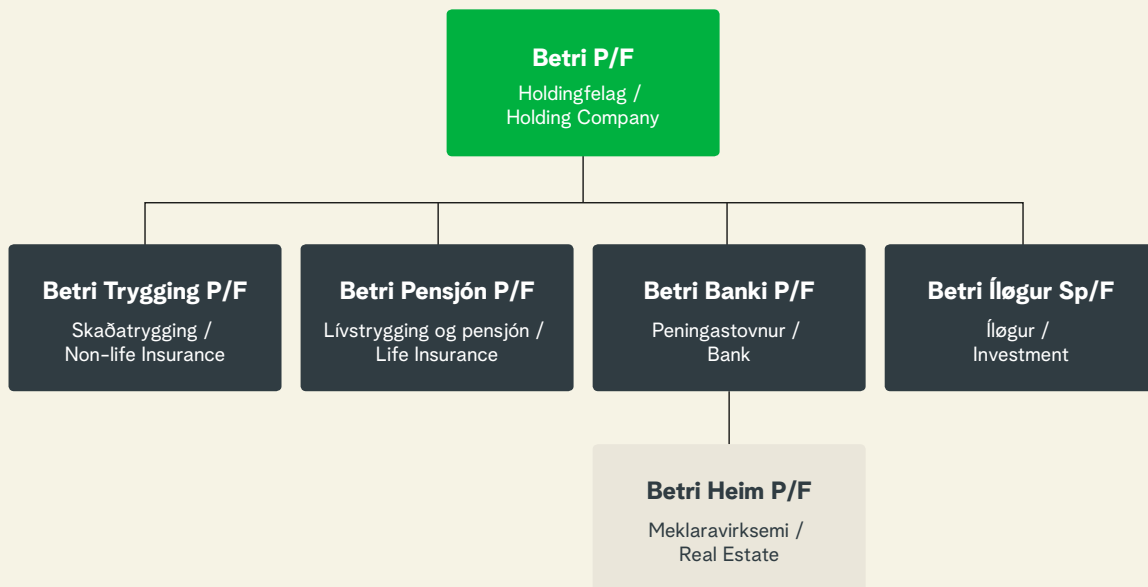 Betri P/F
Holdingfelag /
Holding Company
Betri Trygging P/F
Skaðatrygging /
Non-life Insurance
Betri Pensjón P/F
Lívstrygging og pensjón /
Life Insurance
Betri Banki P/F
Peningastovnur /
Bank
Betri Íløgur Sp/F
Íløgur /
Investment
Betri Heim P/F
Meklaravirksemi /
Real Estate